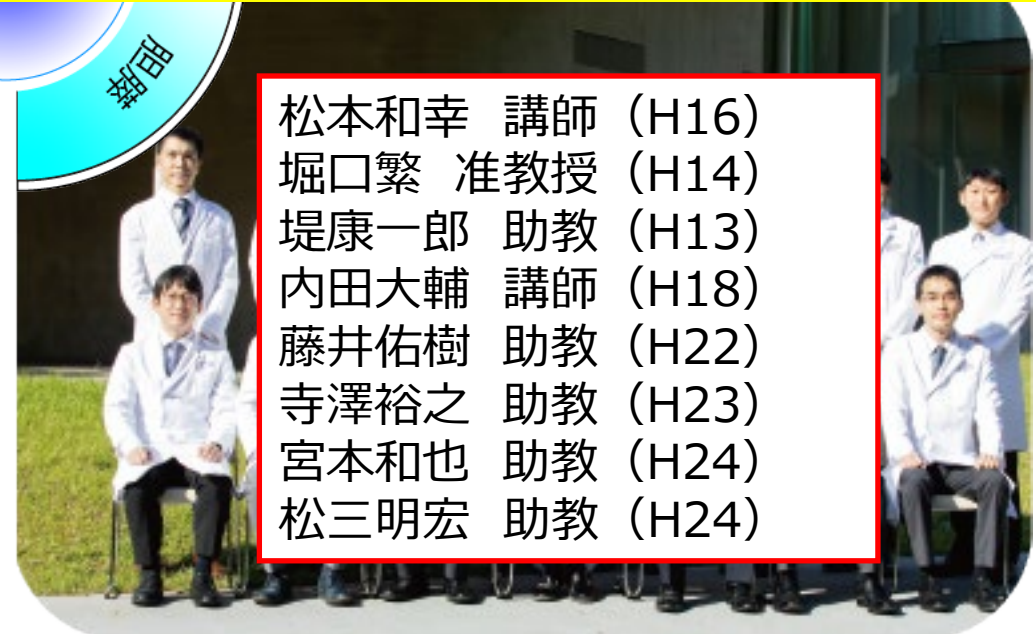 胆膵
松本和幸 講師（H16）
堀口繁 准教授（H14）
堤康一郎 助教（H13）
内田大輔 講師（H18）
藤井佑樹 助教（H22）
寺澤裕之 助教（H23）
宮本和也 助教（H24）
松三明宏 助教（H24）